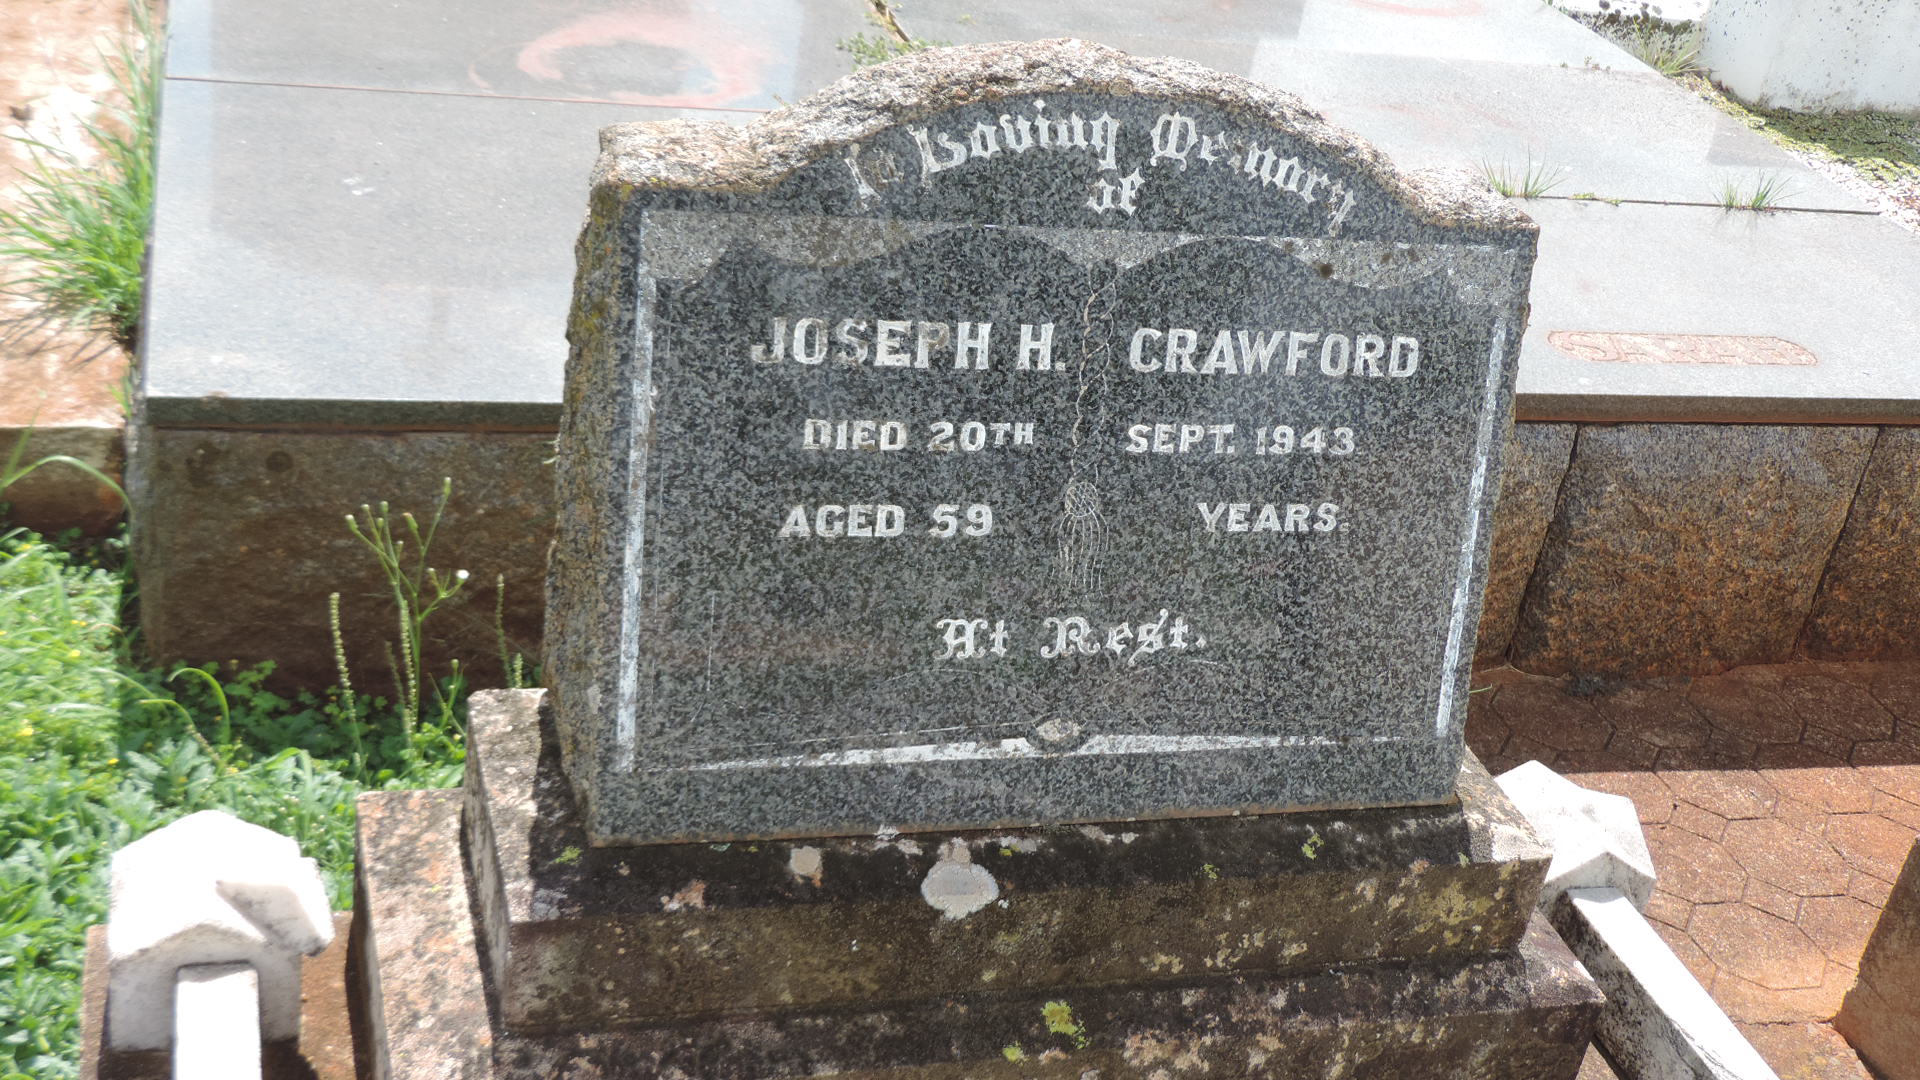 In Loving Memory
of
JOSEPH H. CRAWFORD
DIED 20TH SEPT. 1943
AGED 59 YEARS.
At Rest.